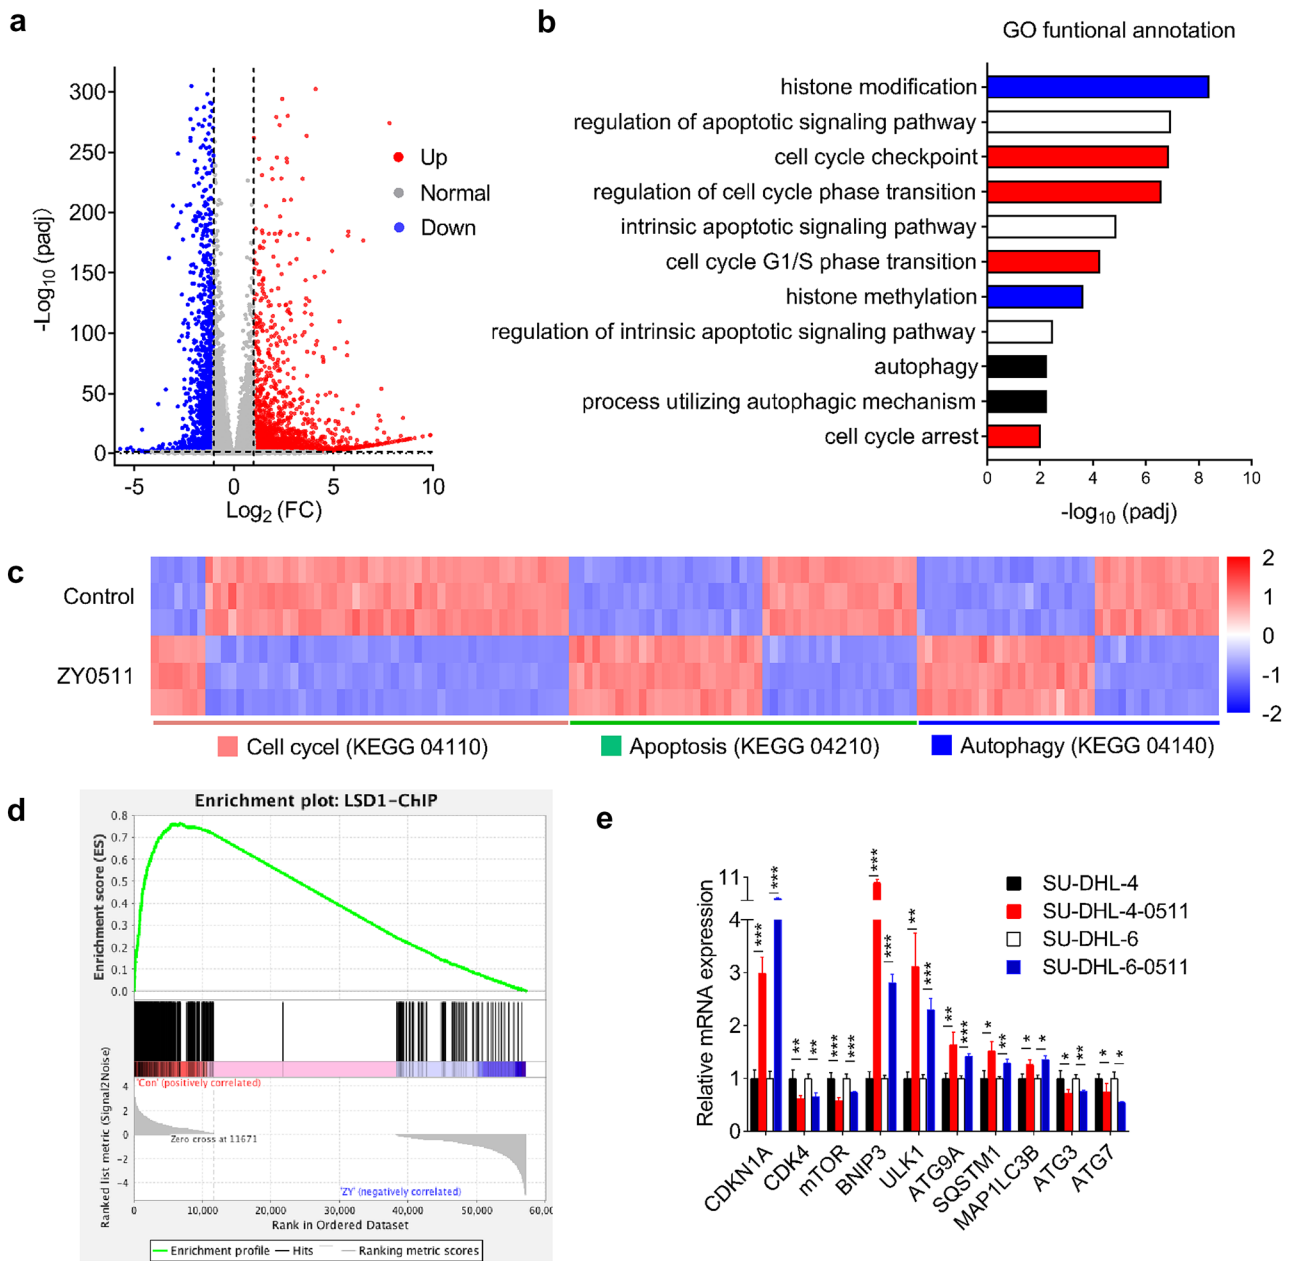 a
300
250
200
150
100
50
0
-Log10 (padj)
-5 0 5 10
Log2 (FC)
Up
Normal
Down
b
GO funtional annotation
histone modification
regulation of apoptotic signaling pathway
cell cycle checkpoint
regulation of cell cycle phase transition
intrinsic apoptotic signaling pathway
cell cycle G1/S phase transition
histone methylation
regulation of intrinsic apoptotic signaling pathway
autophagy
process utilizing autophagic mechanism
cell cycle arrest
0 2 4 6 8 10
-log10 (padj)
c
Control
ZY0511
2
1
0
-1
-2
Cell cycel (KEGG 04110)
Apoptosis (KEGG 04210)
Autophagy (KEGG 04140)
d
Enrichment plot: LSD1-CHIP
Enrichment score (ES)
0.8
0.7
0.6
0.5
0.4
0.3
0.2
0.1
0.0
'Con' (positively correlated)
Ranked list metric (Signal2Noise)
4
2
0
-2
-4
Zero cross at 11671
'ZY' (negatively correlated)
0 10,000 20,000 30,000 40,000 50,000 60,00
Rank in Ordered Dataset
Enrichment profile Hits Ranking metric scores
e
Relative mRNA expression
11
4
3
2
1
0
*** *** ** ** *** *** *** *** ** *** ** *** * ** * * * ** * *
SU-DHL-4
SU-DHL-4-0511
SU-DHL-6
SU-DHL-6-0511
CDKN1A
CDK4
mTOR
BNIP3
ULK1
ATG9A
SQSTM1
MAP1LC3B
ATG3
ATG7